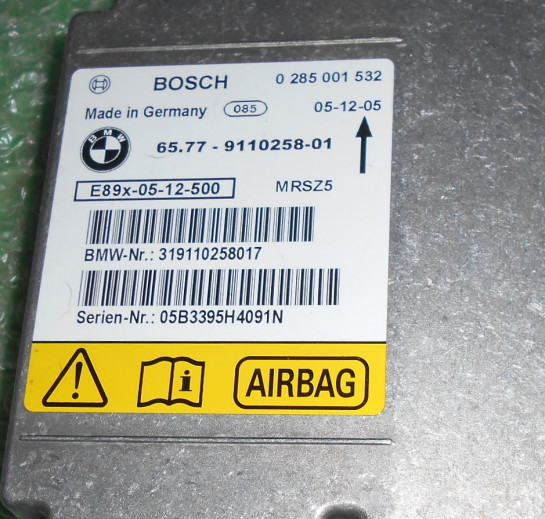 BOSCH 0 285 001 532
Made in Germany 085 05-12-05
BMW 65.77 - 9110258-01
E89x-05-12-500 MRSZ5
BMW-Nr.: 319110258017
Serien-Nr.: 05B3395H4091N
AIRBAG